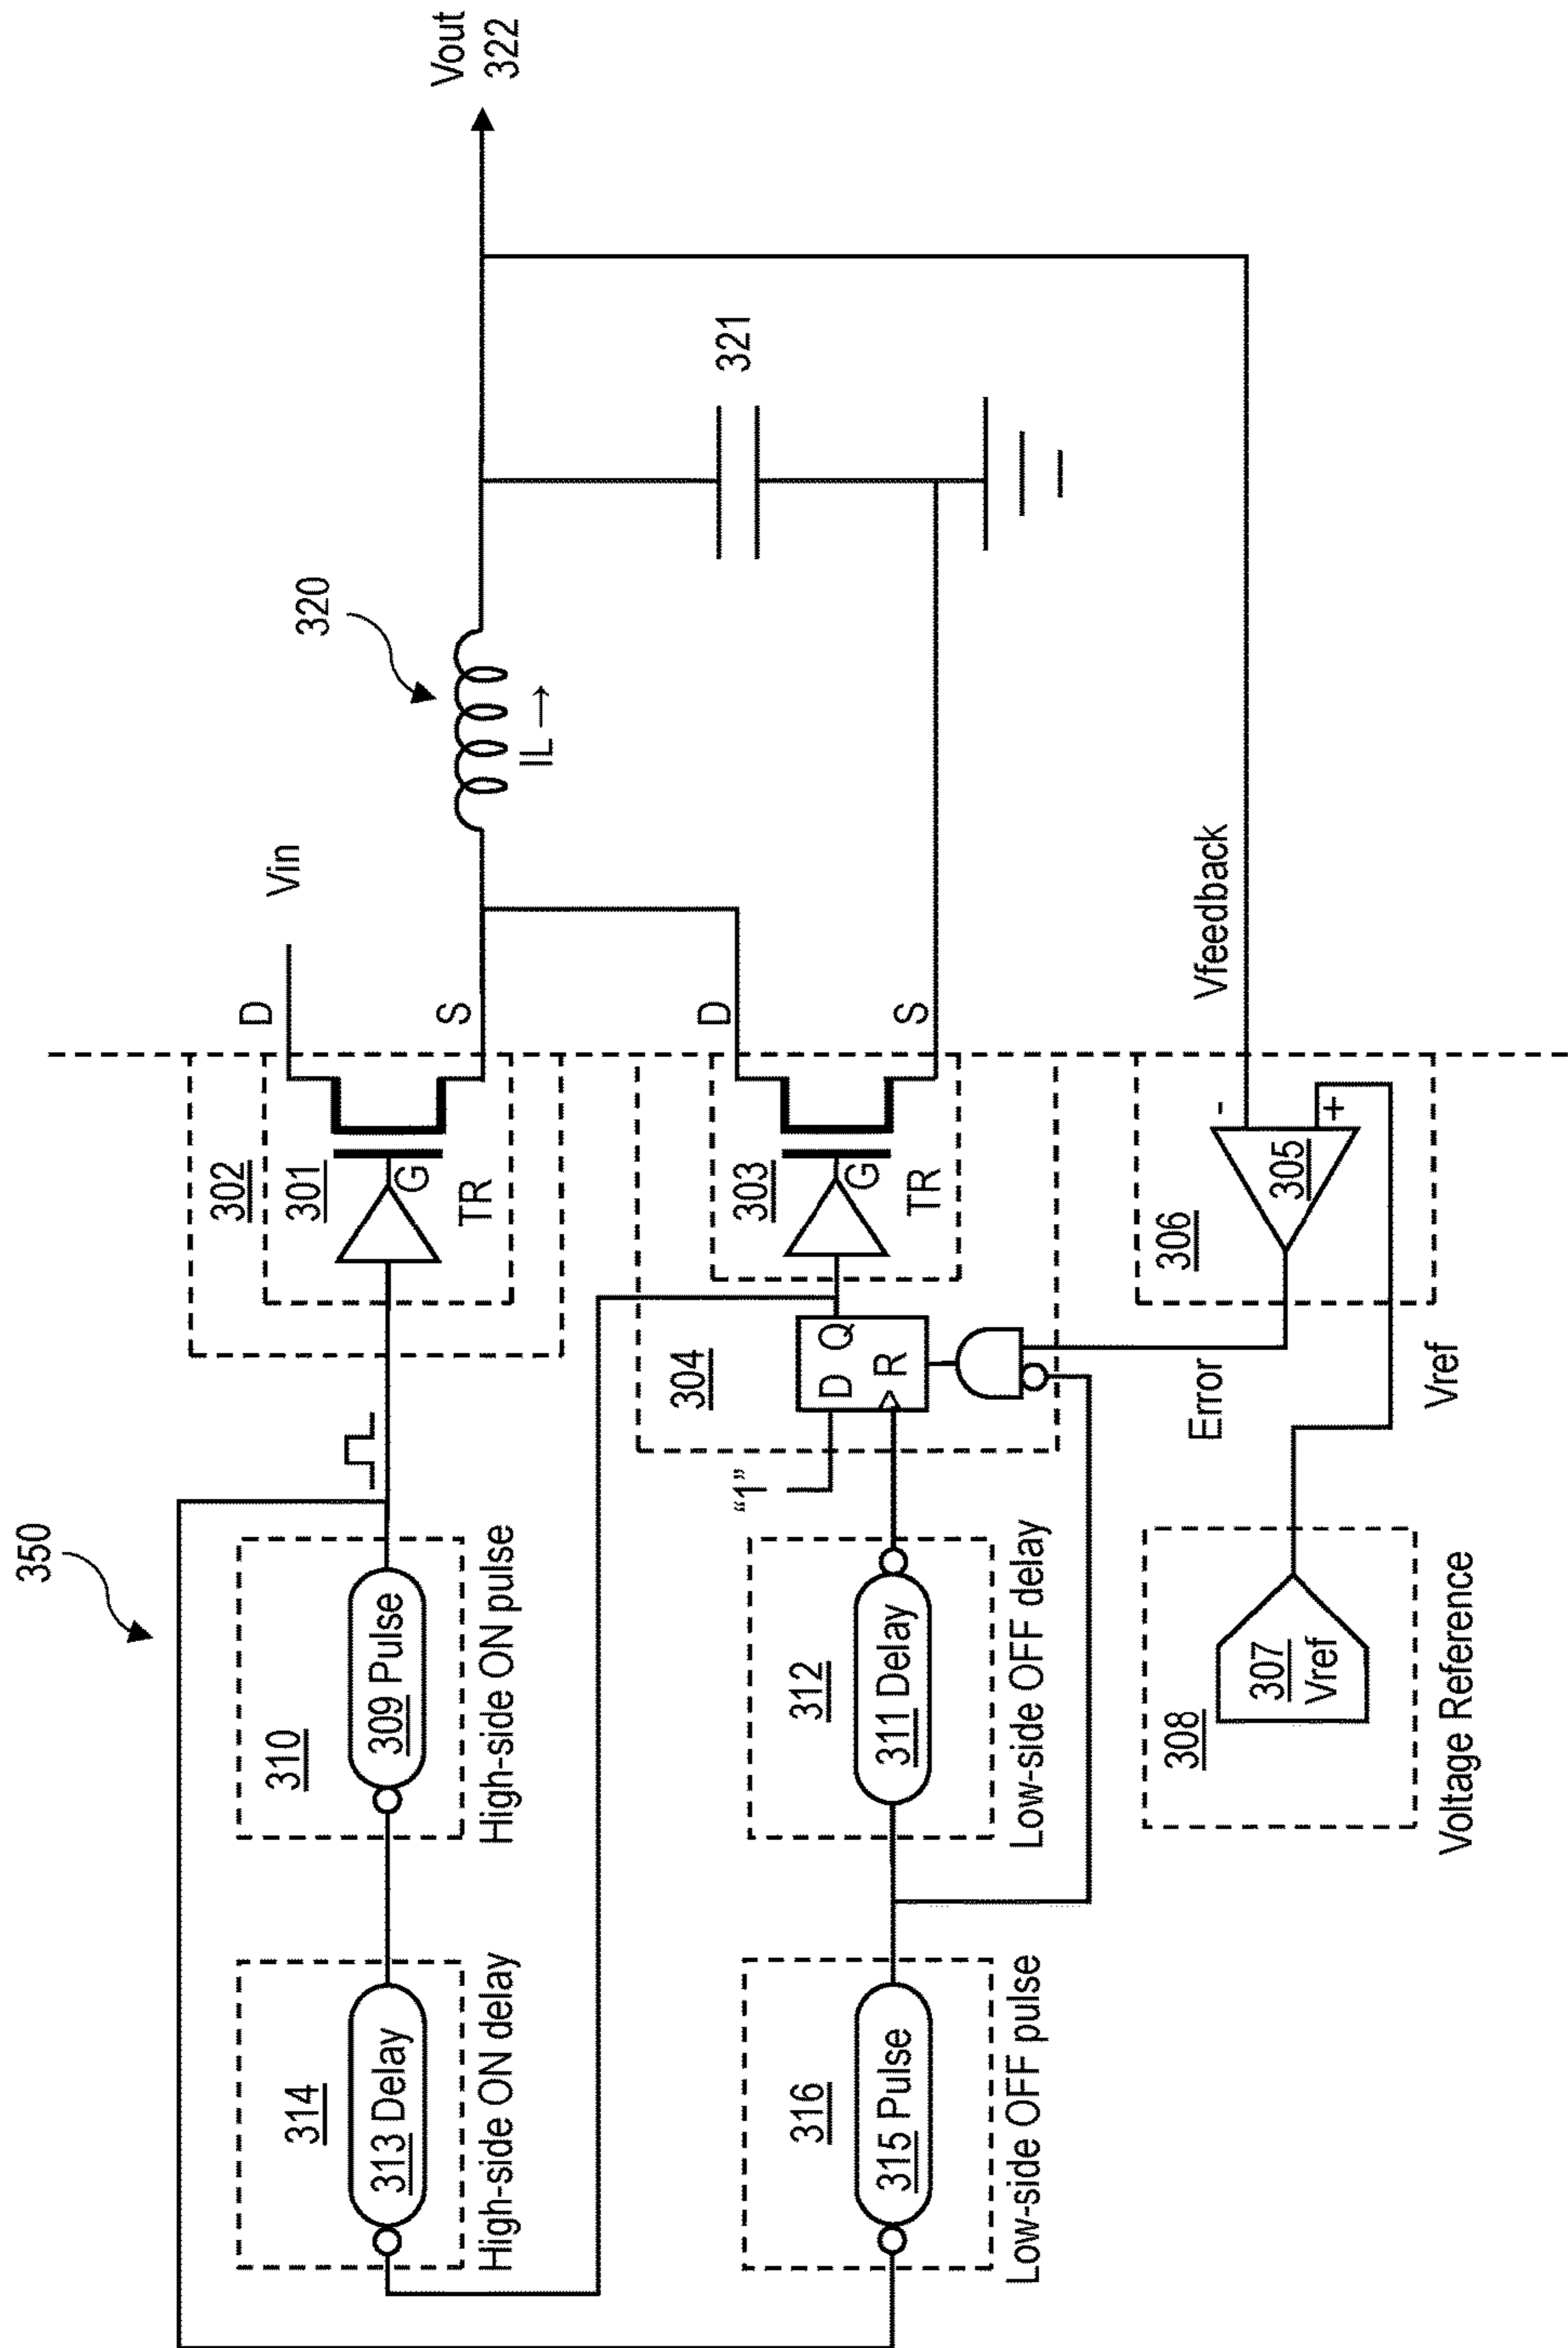 350
Vout
322
320
IL→
321
Vin
D
S
302
301
G
TR
310
309 Pulse
High-side ON pulse
314
313 Delay
High-side ON delay
D
S
303
G
TR
304
D Q
R
"1"
312
311 Delay
Low-side OFF delay
316
315 Pulse
Low-side OFF pulse
Vfeedback
-
+
305
306
Error
Vref
308
307
Vref
Voltage Reference